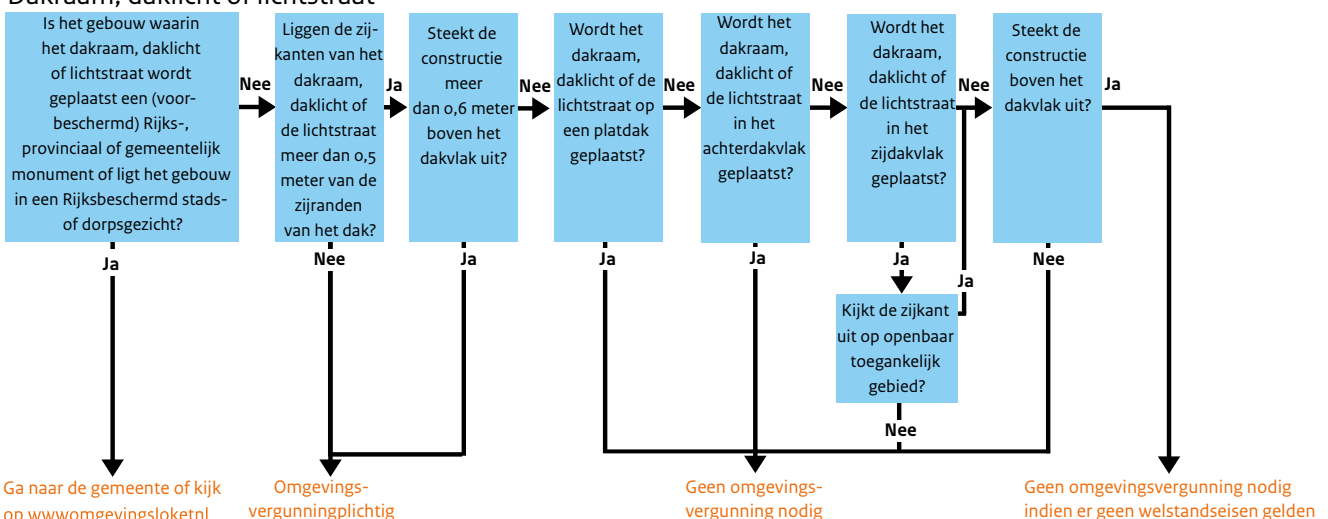 Dakraam, daklicht of lichtstraat
Is het gebouw waarin
het dakraam, daklicht
of lichtstraat wordt
geplaatst een (voor-
beschermd) Rijks-,
provinciaal of gemeentelijk
monument of ligt het gebouw
in een Rijksbeschermd stads-
of dorpsgezicht?
Nee
Ja
Liggen de zij-
kanten van het
dakraam,
daklicht of
de lichtstraat
meer dan 0,5
meter van de
zijranden
van het dak?
Ja
Nee
Steekt de
constructie
meer
dan 0,6 meter
boven het
dakvlak uit?
Nee
Ja
Wordt het
dakraam,
daklicht of de
lichtstraat op
een platdak
geplaatst?
Nee
Ja
Wordt het
dakraam,
daklicht of
de lichtstraat
in het
achterdakvlak
geplaatst?
Nee
Ja
Wordt het
dakraam,
daklicht of
de lichtstraat
in het
zijdakvlak
geplaatst?
Nee
Ja
Kijkt de zijkant
uit op openbaar
toegankelijk
gebied?
Ja
Nee
Steekt de
constructie
boven het
dakvlak uit?
Ja
Nee
Ga naar de gemeente of kijk
op wwwomgevingsloketnl
Omgevings-
vergunningplichtig
Geen omgevings-
vergunning nodig
Geen omgevingsvergunning nodig
indien er geen welstandseisen gelden